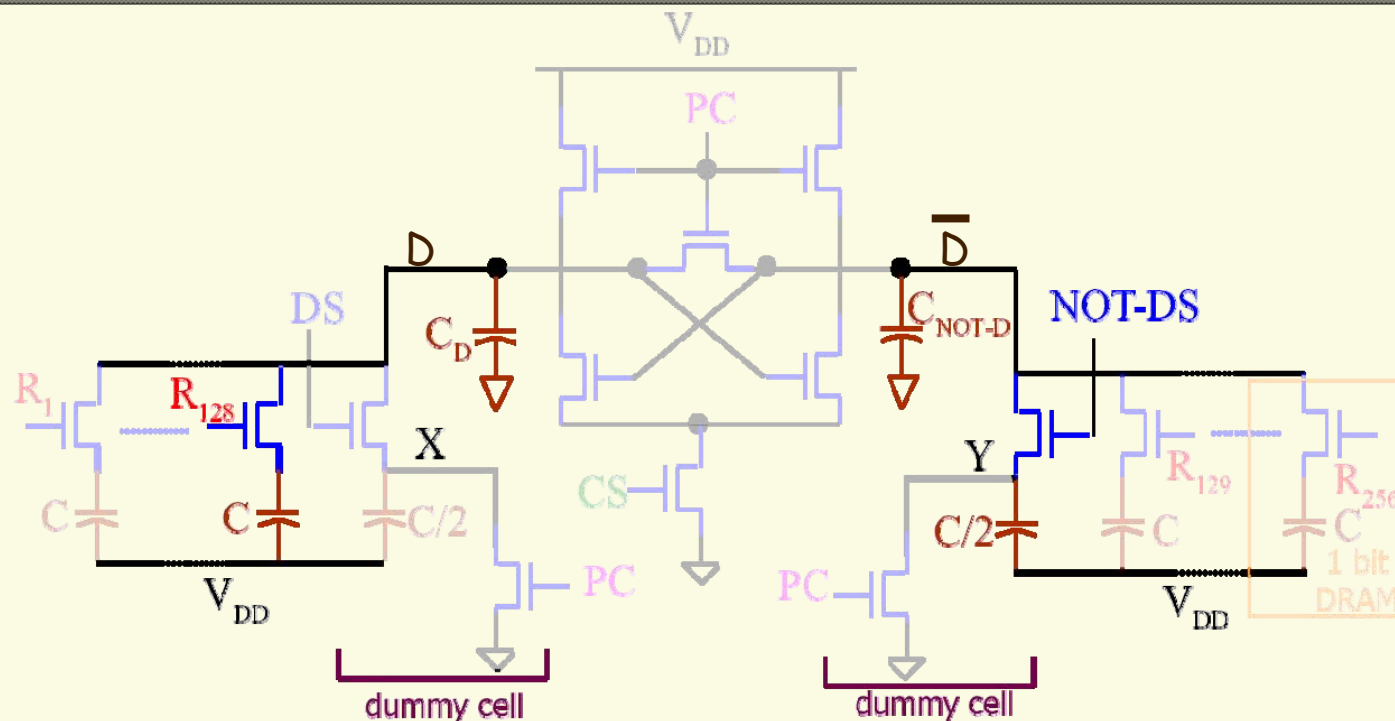 V_DD
PC
D
D̅
DS
C_D
C_NOT-D
NOT-DS
R_1
R_128
X
Y
R_129
R_256
C
C
C/2
CS
C/2
C
C
1 bit
DRAM
V_DD
PC
PC
V_DD
dummy cell
dummy cell